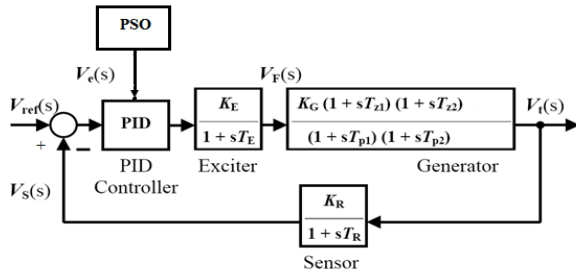 PSO
Ve(s)
VF(s)
Vref(s)
PID
KE
1 + sTE
KG (1 + sTz1) (1 + sTz2)
(1 + sTp1) (1 + sTp2)
Vt(s)
+
−
PID
Controller
Exciter
Generator
VS(s)
KR
1 + sTR
Sensor